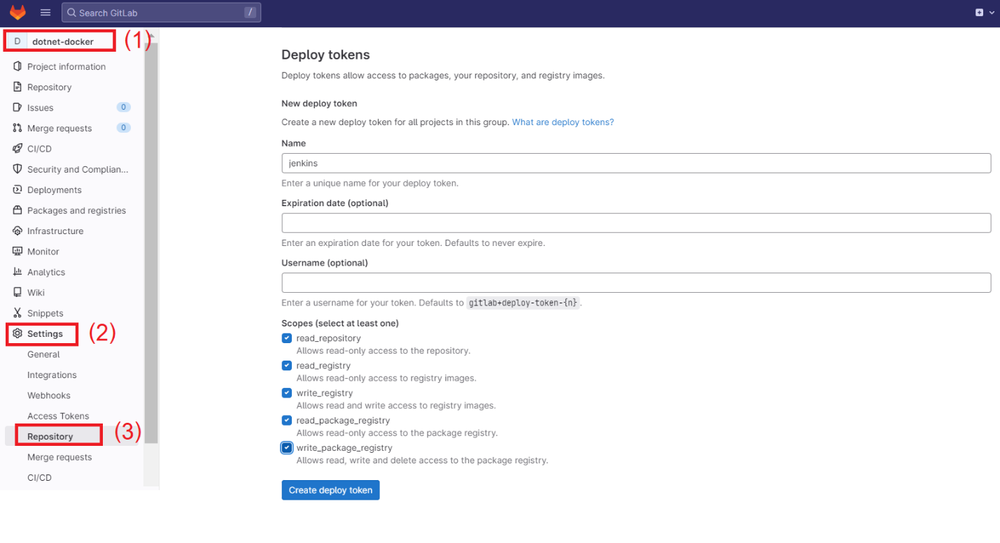 Search GitLab /
D dotnet-docker (1)
Project information
Repository
Issues 0
Merge requests 0
CI/CD
Security and Complian...
Deployments
Packages and registries
Infrastructure
Monitor
Analytics
Wiki
Snippets
Settings (2)
General
Integrations
Webhooks
Access Tokens
Repository (3)
Merge requests
CI/CD
Deploy tokens
Deploy tokens allow access to packages, your repository, and registry images.
New deploy token
Create a new deploy token for all projects in this group. What are deploy tokens?
Name
jenkins
Enter a unique name for your deploy token.
Expiration date (optional)
Enter an expiration date for your token. Defaults to never expire.
Username (optional)
Enter a username for your token. Defaults to gitlab+deploy-token-{n}.
Scopes (select at least one)
read_repository
Allows read-only access to the repository.
read_registry
Allows read-only access to registry images.
write_registry
Allows read and write access to registry images.
read_package_registry
Allows read-only access to the package registry.
write_package_registry
Allows read, write and delete access to the package registry.
Create deploy token